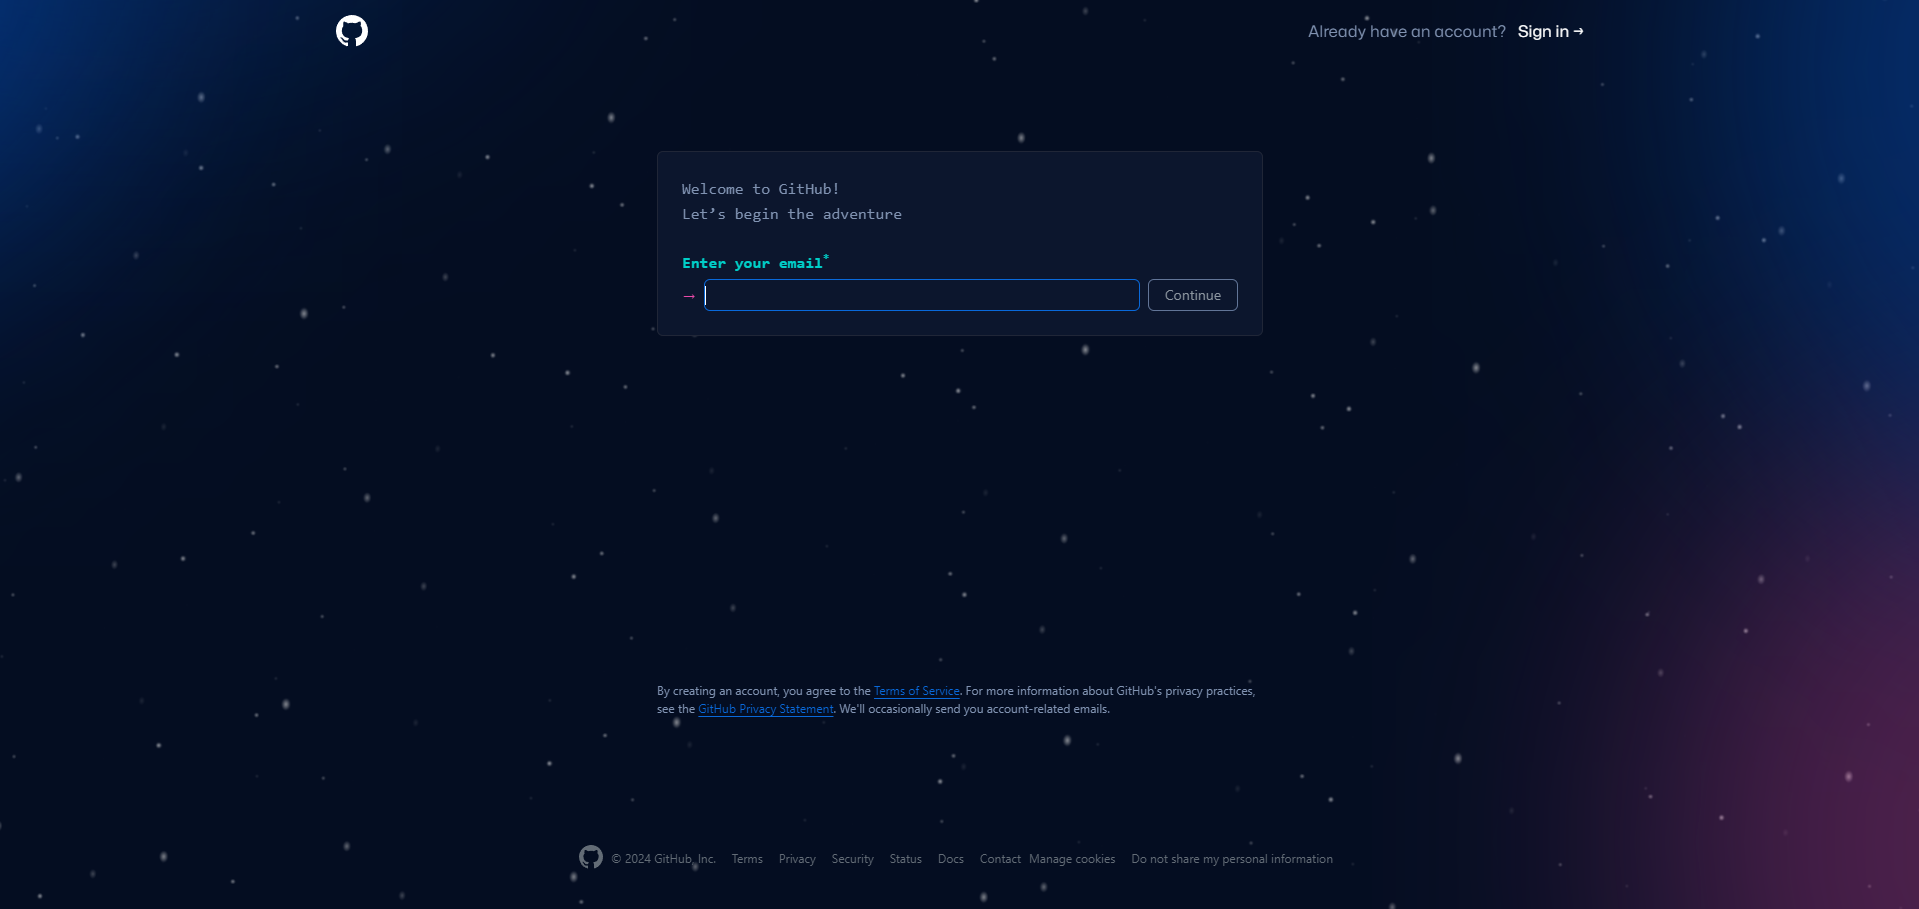 Already have an account? Sign in →
Welcome to GitHub!
Let’s begin the adventure
Enter your email*
→ Continue
By creating an account, you agree to the Terms of Service. For more information about GitHub's privacy practices,
see the GitHub Privacy Statement. We'll occasionally send you account-related emails.
© 2024 GitHub, Inc. Terms Privacy Security Status Docs Contact Manage cookies Do not share my personal information